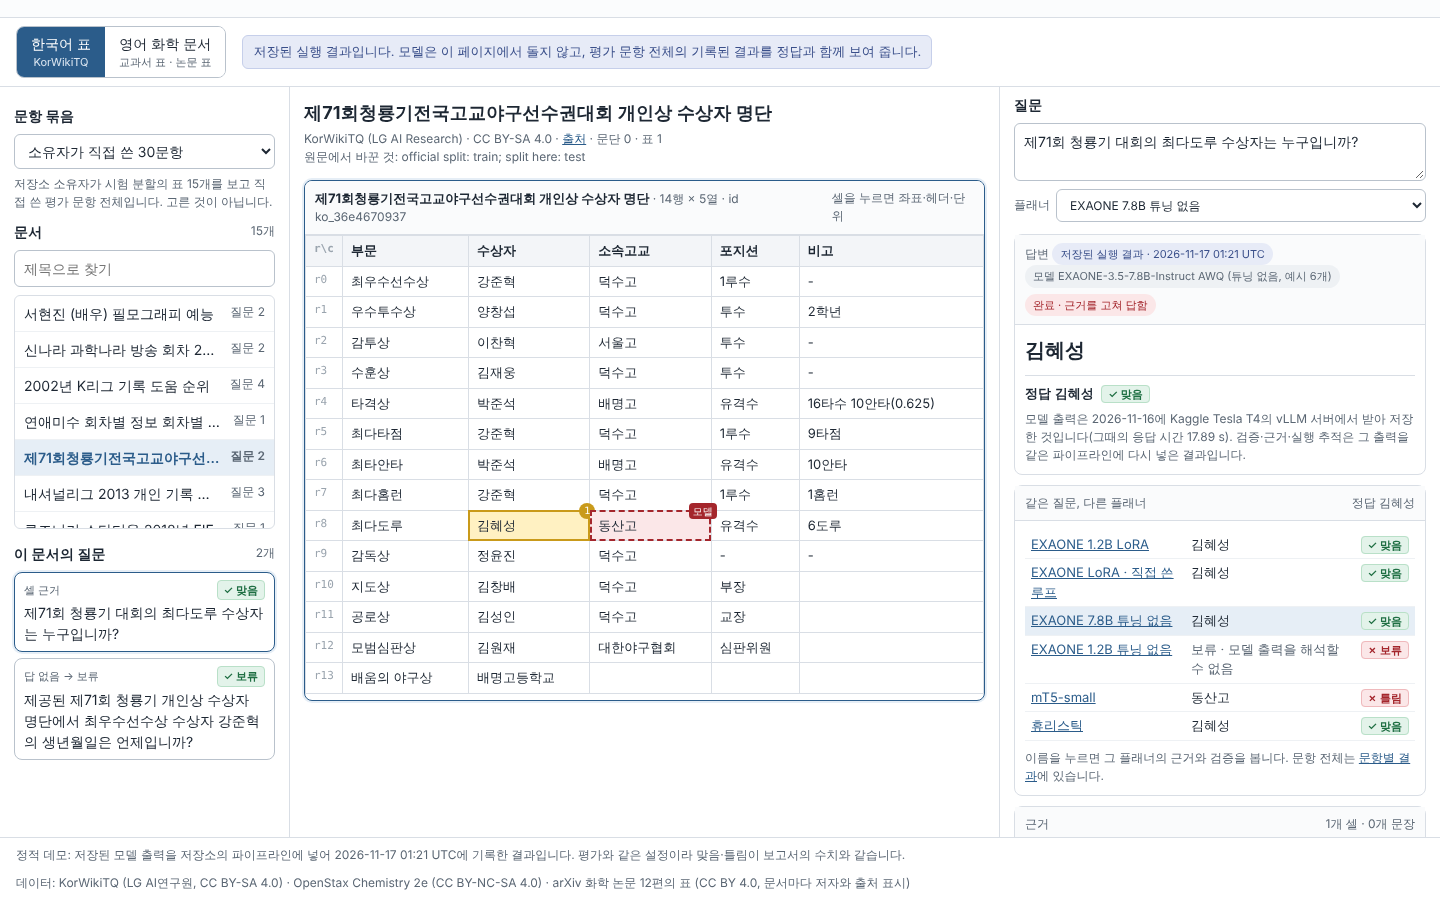 한국어 표
KorWikiTQ
영어 화학 문서
교과서 표 · 논문 표
저장된 실행 결과입니다. 모델은 이 페이지에서 돌지 않고, 평가 문항 전체의 기록된 결과를 정답과 함께 보여 줍니다.
문항 묶음
소유자가 직접 쓴 30문항
저장소 소유자가 시험 분할의 표 15개를 보고 직
접 쓴 평가 문항 전체입니다. 고른 것이 아닙니다.
문서 15개
제목으로 찾기
서현진 (배우) 필모그래피 예능 질문 2
신나라 과학나라 방송 회차 2... 질문 2
2002년 K리그 기록 도움 순위 질문 4
연애미수 회차별 정보 회차별 ... 질문 1
제71회청룡기전국고교야구선... 질문 2
내셔널리그 2013 개인 기록 ... 질문 3
이 문서의 질문 2개
셀 근거 ✓ 맞음
제71회 청룡기 대회의 최다도루 수상자
는 누구입니까?
답 없음 → 보류 ✓ 보류
제공된 제71회 청룡기 개인상 수상자
명단에서 최우수선수상 수상자 강준혁
의 생년월일은 언제입니까?
제71회청룡기전국고교야구선수권대회 개인상 수상자 명단
KorWikiTQ (LG AI Research) · CC BY-SA 4.0 · 출처 · 문단 0 · 표 1
원문에서 바꾼 것: official split: train; split here: test
제71회청룡기전국고교야구선수권대회 개인상 수상자 명단 · 14행 × 5열 · id
ko_36e4670937
셀을 누르면 좌표·헤더·단
위
r\c 부문 수상자 소속고교 포지션 비고
r0 최우수선수상 강준혁 덕수고 1루수 -
r1 우수투수상 양창섭 덕수고 투수 2학년
r2 감투상 이찬혁 서울고 투수 -
r3 수훈상 김재웅 덕수고 투수 -
r4 타격상 박준석 배명고 유격수 16타수 10안타(0.625)
r5 최다타점 강준혁 덕수고 1루수 9타점
r6 최타안타 박준석 배명고 유격수 10안타
r7 최다홈런 강준혁 덕수고 1루수 1홈런
1 모델
r8 최다도루 김혜성 동산고 유격수 6도루
r9 감독상 정윤진 덕수고 - -
r10 지도상 김창배 덕수고 부장
r11 공로상 김성인 덕수고 교장
r12 모범심판상 김원재 대한야구협회 심판위원
r13 배움의 야구상 배명고등학교
질문
제71회 청룡기 대회의 최다도루 수상자는 누구입니까?
플래너 EXAONE 7.8B 튜닝 없음
답변 저장된 실행 결과 · 2026-11-17 01:21 UTC
모델 EXAONE-3.5-7.8B-Instruct AWQ (튜닝 없음, 예시 6개)
완료 · 근거를 고쳐 답함
김혜성
정답 김혜성 ✓ 맞음
모델 출력은 2026-11-16에 Kaggle Tesla T4의 vLLM 서버에서 받아 저장
한 것입니다(그때의 응답 시간 17.89 s). 검증·근거·실행 추적은 그 출력을
같은 파이프라인에 다시 넣은 결과입니다.
같은 질문, 다른 플래너 정답 김혜성
EXAONE 1.2B LoRA 김혜성 ✓ 맞음
EXAONE LoRA · 직접 쓴
루프 김혜성 ✓ 맞음
EXAONE 7.8B 튜닝 없음 김혜성 ✓ 맞음
EXAONE 1.2B 튜닝 없음 보류 · 모델 출력을 해석할
수 없음 × 보류
mT5-small 동산고 × 틀림
휴리스틱 김혜성 ✓ 맞음
이름을 누르면 그 플래너의 근거와 검증을 봅니다. 문항 전체는 문항별 결
과에 있습니다.
근거 1개 셀 · 0개 문장
정적 데모: 저장된 모델 출력을 저장소의 파이프라인에 넣어 2026-11-17 01:21 UTC에 기록한 결과입니다. 평가와 같은 설정이라 맞음·틀림이 보고서의 수치와 같습니다.
데이터: KorWikiTQ (LG AI연구원, CC BY-SA 4.0) · OpenStax Chemistry 2e (CC BY-NC-SA 4.0) · arXiv 화학 논문 12편의 표 (CC BY 4.0, 문서마다 저자와 출처 표시)